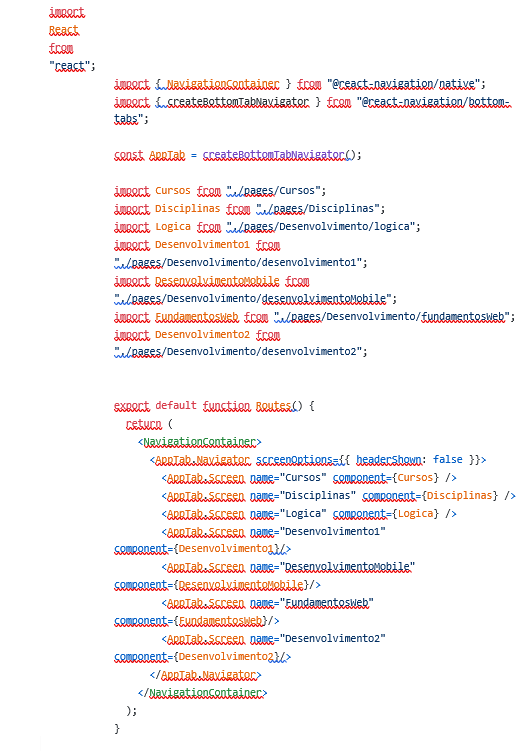 import
React
from
"react";
import { NavigationContainer } from "@react-navigation/native";
import { createBottomTabNavigator } from "@react-navigation/bottom-
tabs";
const AppTab = createBottomTabNavigator();
import Cursos from "./pages/Cursos";
import Disciplinas from "./pages/Disciplinas";
import Logica from "./pages/Desenvolvimento/logica";
import Desenvolvimento1 from
"./pages/Desenvolvimento/desenvolvimento1";
import DesenvolvimentoMobile from
"./pages/Desenvolvimento/desenvolvimentoMobile";
import FundamentosWeb from "./pages/Desenvolvimento/fundamentosWeb";
import Desenvolvimento2 from
"./pages/Desenvolvimento/desenvolvimento2";
export default function Routes() {
return (
<NavigationContainer>
<AppTab.Navigator screenOptions={{ headerShown: false }}>
<AppTab.Screen name="Cursos" component={Cursos} />
<AppTab.Screen name="Disciplinas" component={Disciplinas} />
<AppTab.Screen name="Logica" component={Logica} />
<AppTab.Screen name="Desenvolvimento1"
component={Desenvolvimento1}/>
<AppTab.Screen name="DesenvolvimentoMobile"
component={DesenvolvimentoMobile}/>
<AppTab.Screen name="FundamentosWeb"
component={FundamentosWeb}/>
<AppTab.Screen name="Desenvolvimento2"
component={Desenvolvimento2}/>
</AppTab.Navigator>
</NavigationContainer>
);
}